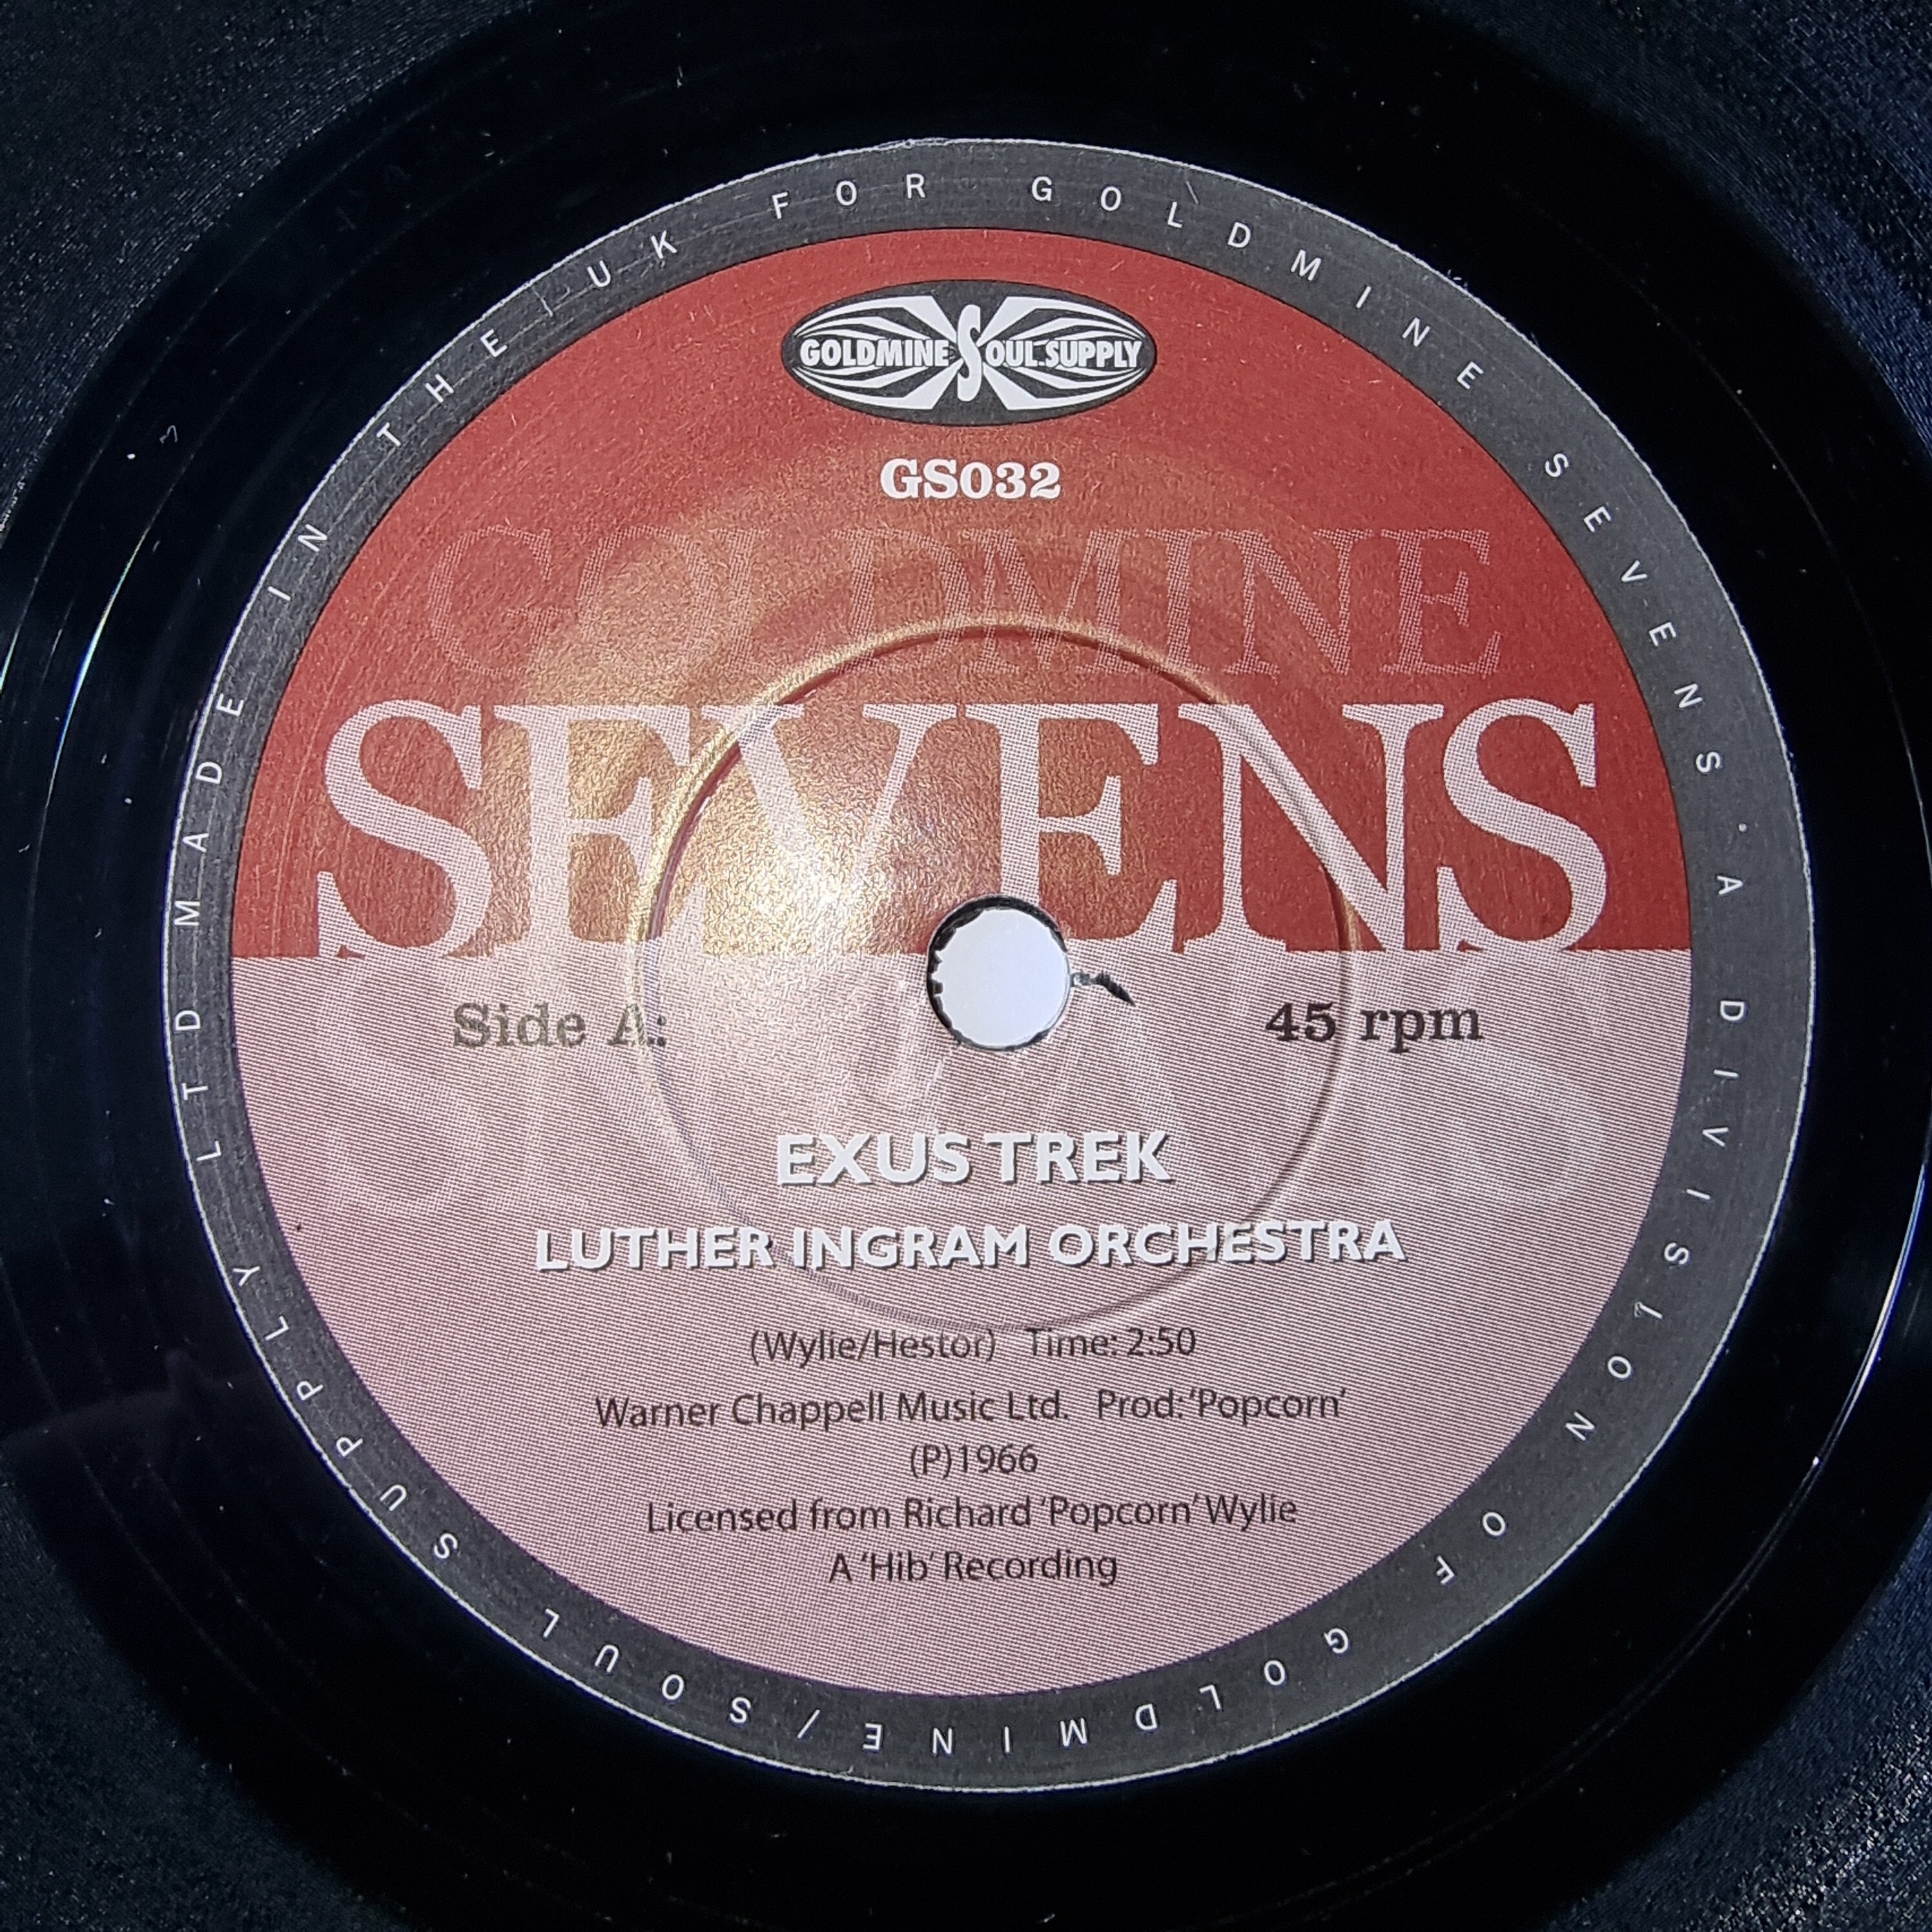 MADE IN THE UK FOR GOLDMINE SEVENS · A DIVISION OF GOLDMINE/SOUL SUPPLY LTD
GOLDMINE SOUL SUPPLY
GS032
GOLDMINE
SEVENS
Side A:
45 rpm
EXUS TREK
LUTHER INGRAM ORCHESTRA
(Wylie/Hestor) Time: 2:50
Warner Chappell Music Ltd. Prod: 'Popcorn'
(P)1966
Licensed from Richard 'Popcorn' Wylie
A 'Hib' Recording